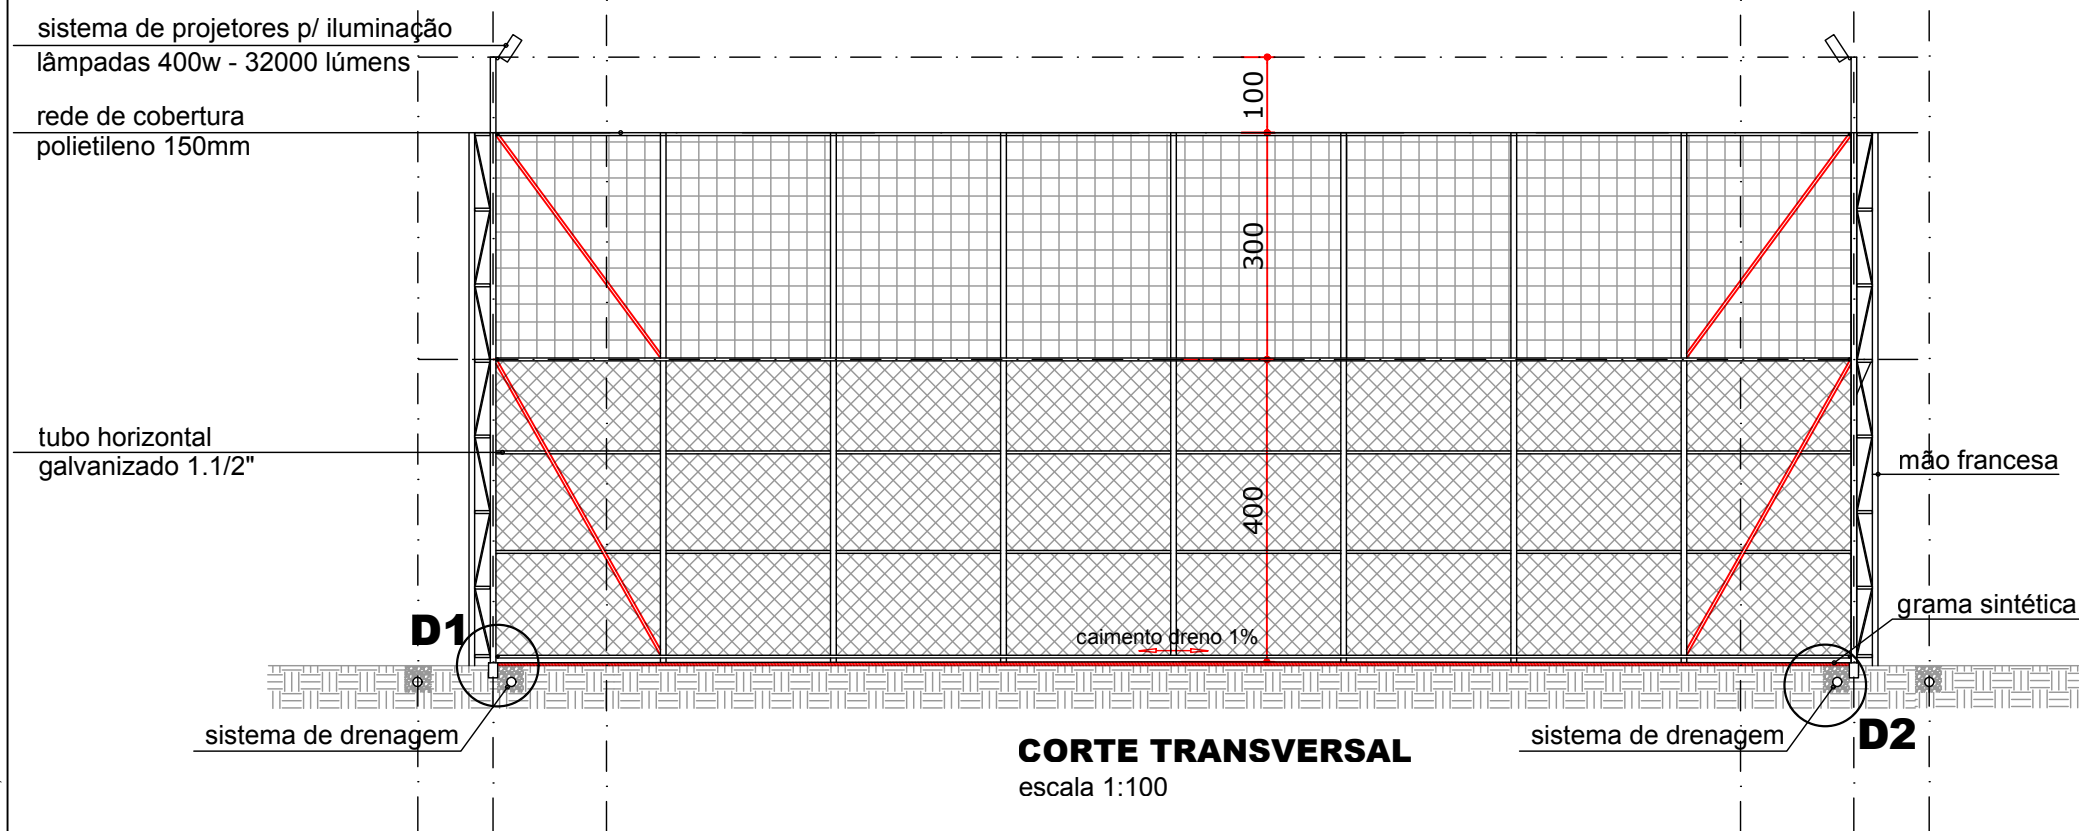 sistema de projetores p/ iluminação
lâmpadas 400w - 32000 lúmens
100
rede de cobertura
polietileno 150mm
300
tubo horizontal
galvanizado 1.1/2"
mão francesa
400
grama sintética
D1
caimento dreno 1%
sistema de drenagem
sistema de drenagem
D2
CORTE TRANSVERSAL
escala 1:100